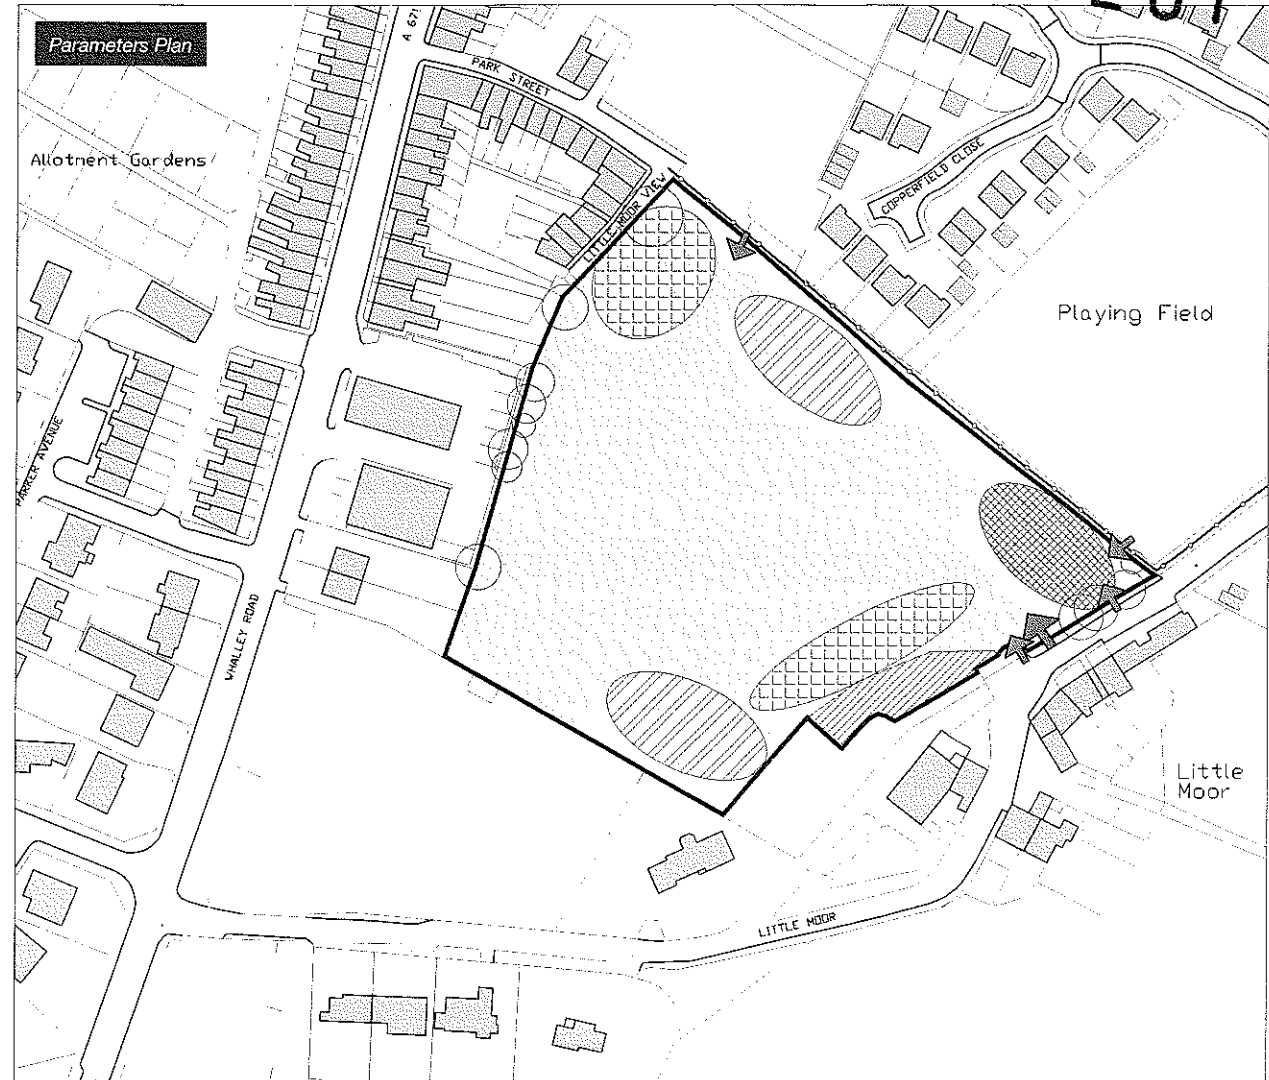 Parameters Plan
A 671
PARK STREET
Allotment Gardens
COPPERFIELD CLOSE
LITTLE MOOR VIEW
Playing Field
PARKER AVENUE
WHALLEY ROAD
Little
Moor
LITTLE MOOR